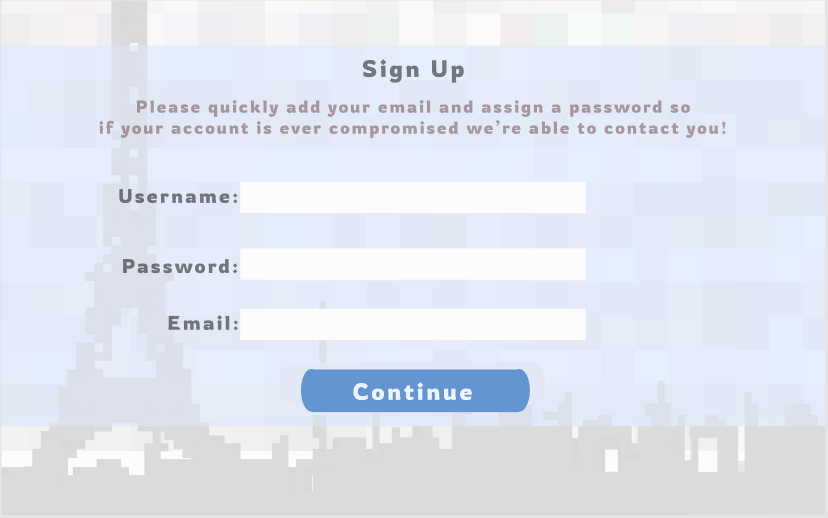 Sign Up
Please quickly add your email and assign a password so
if your account is ever compromised we're able to contact you!
Username:
Password:
Email:
Continue